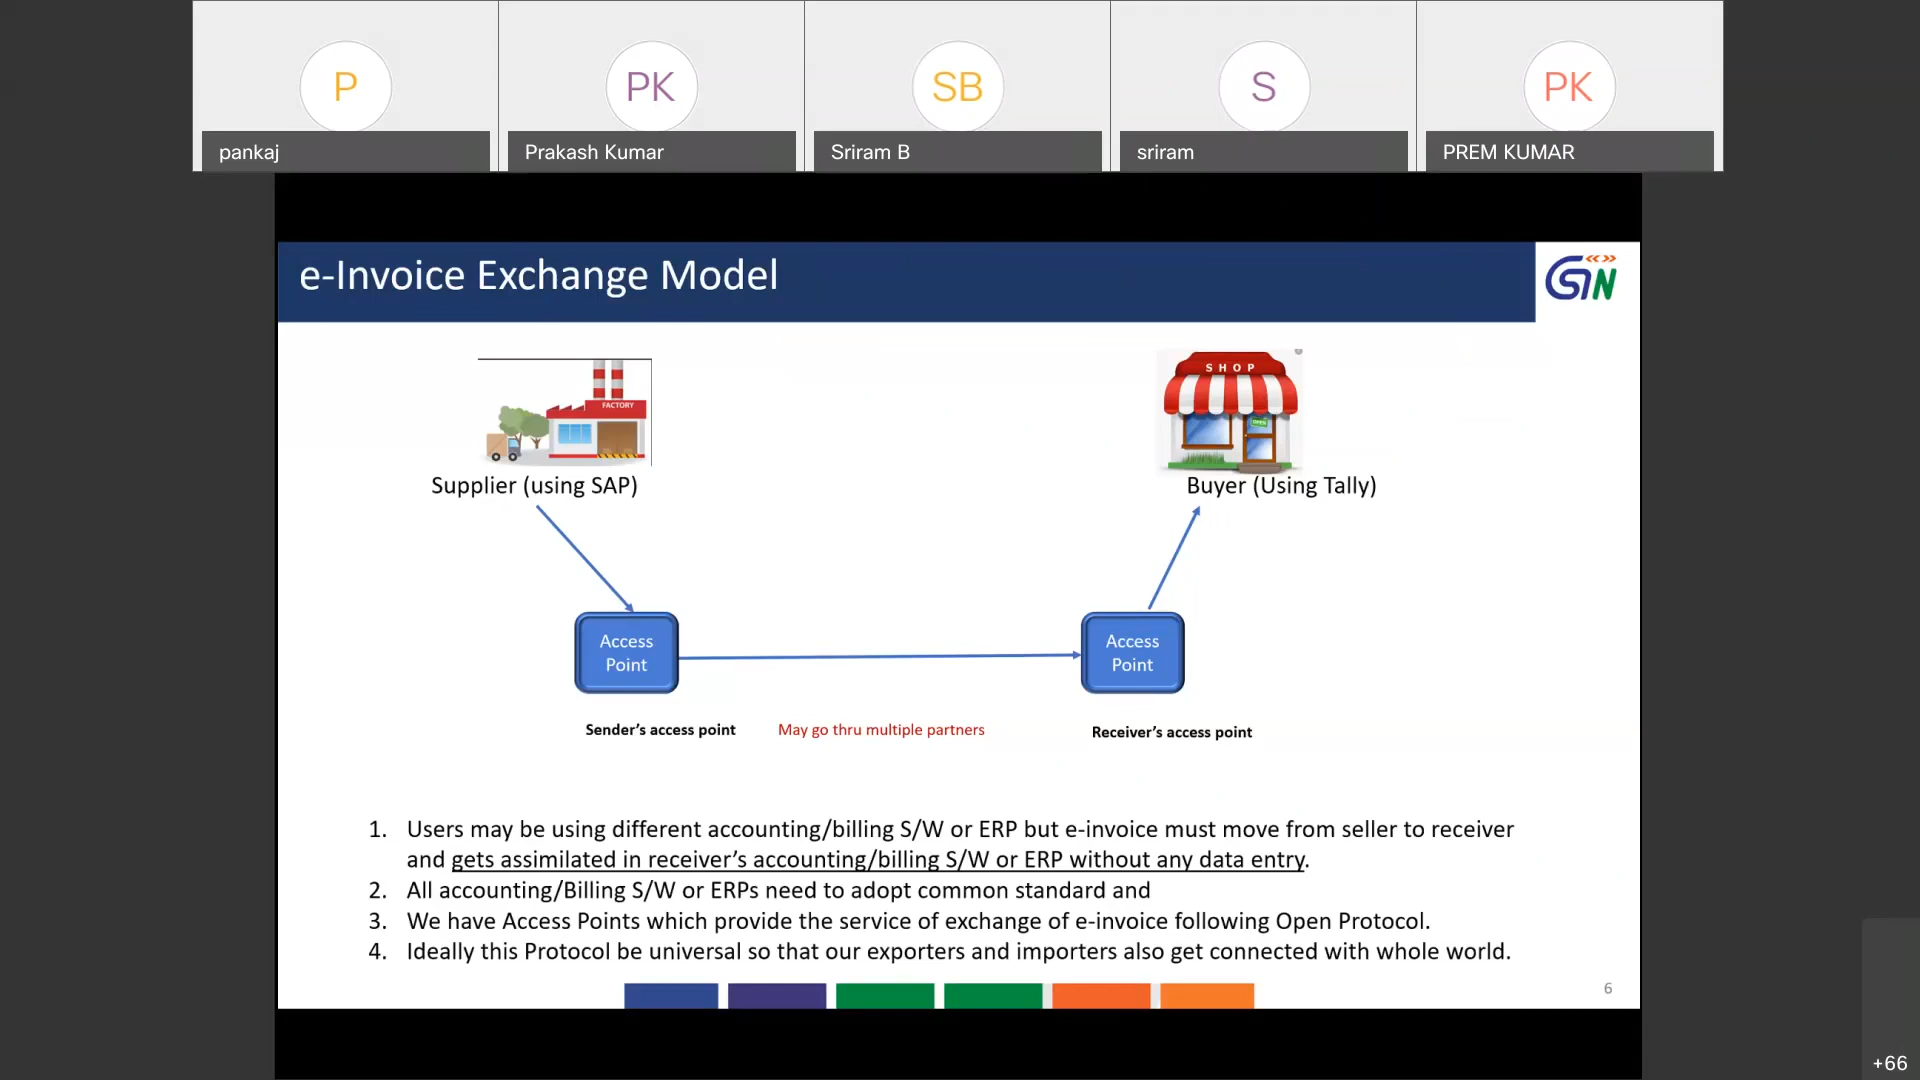 P
PK
SB
S
PK
pankaj
Prakash Kumar
Sriram B
sriram
PREM KUMAR
e-Invoice Exchange Model
GSTN
FACTORY
SHOP
OPEN
Supplier (using SAP)
Buyer (Using Tally)
Access
Point
Access
Point
Sender's access point
May go thru multiple partners
Receiver's access point
1. Users may be using different accounting/billing S/W or ERP but e-invoice must move from seller to receiver
and gets assimilated in receiver's accounting/billing S/W or ERP without any data entry.
2. All accounting/Billing S/W or ERPs need to adopt common standard and
3. We have Access Points which provide the service of exchange of e-invoice following Open Protocol.
4. Ideally this Protocol be universal so that our exporters and importers also get connected with whole world.
6
+66